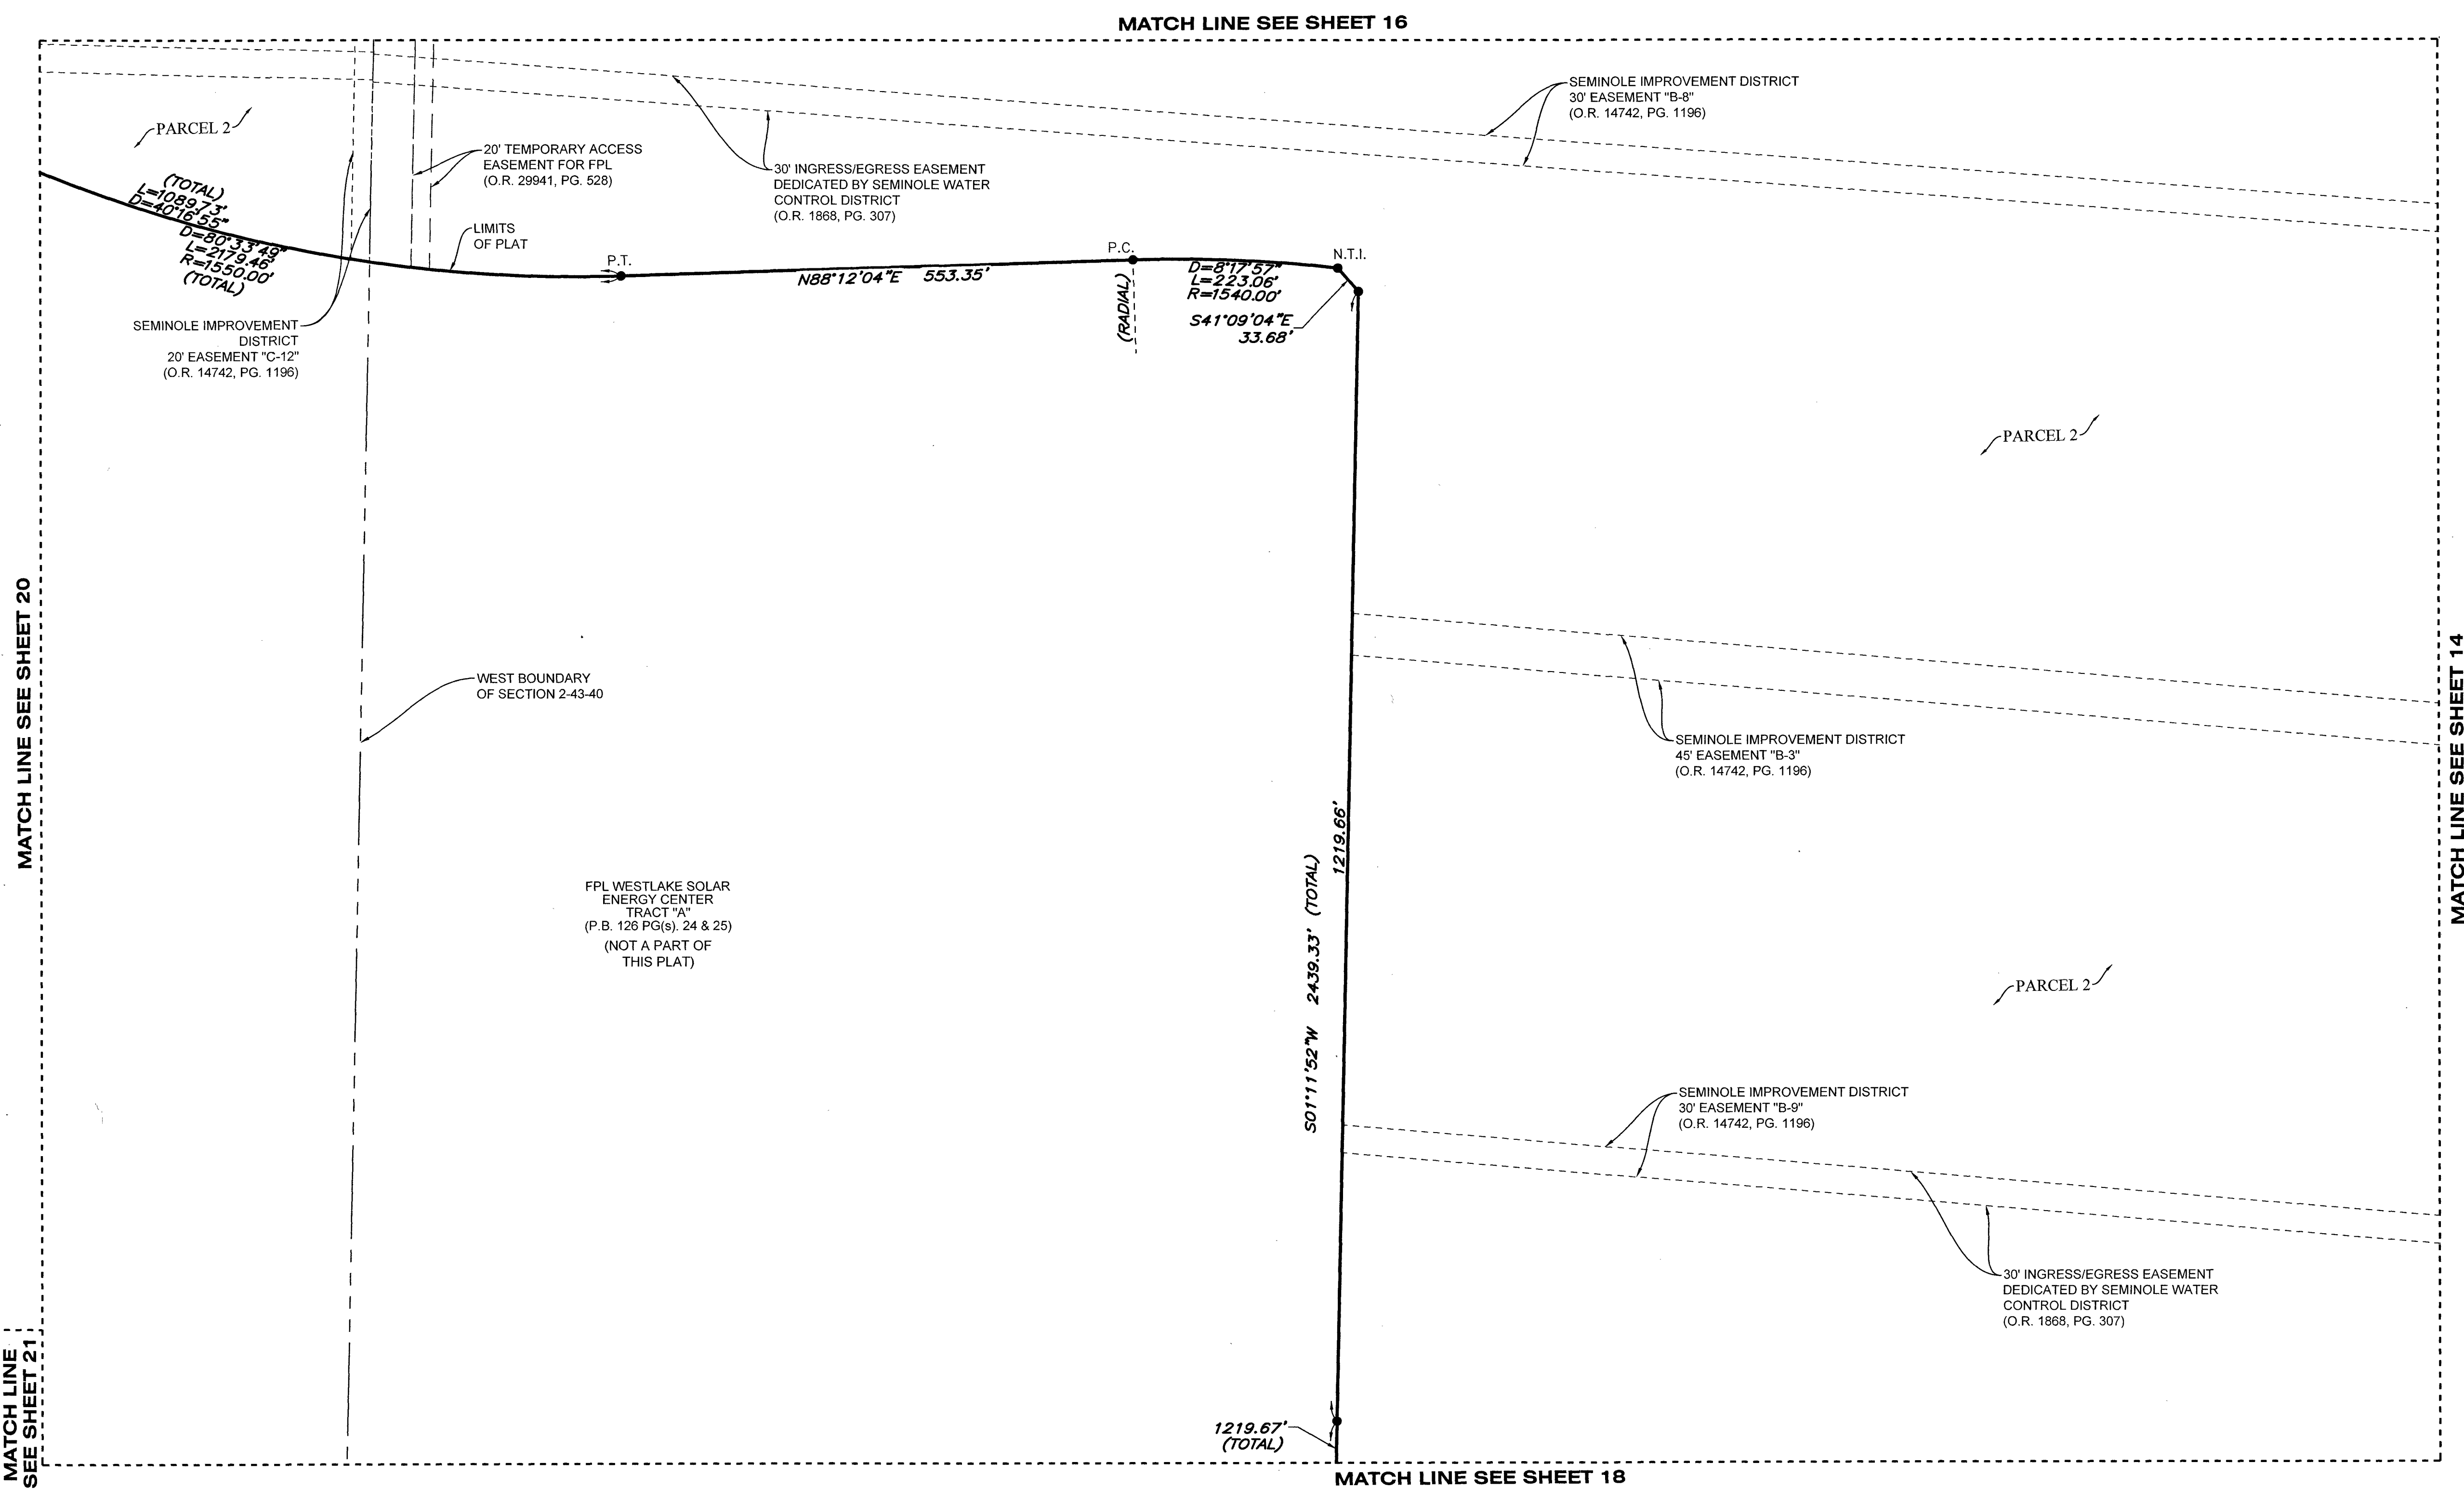 MATCH LINE SEE SHEET 16
SEMINOLE IMPROVEMENT DISTRICT
30' EASEMENT "B-8"
(O.R. 14742, PG. 1196)
PARCEL 2
20' TEMPORARY ACCESS
EASEMENT FOR FPL
(O.R. 29941, PG. 528)
30' INGRESS/EGRESS EASEMENT
DEDICATED BY SEMINOLE WATER
CONTROL DISTRICT
(O.R. 1868, PG. 307)
(TOTAL)
L=1089.73'
D=40°16'55"
D=80°33'49"
L=2179.46'
R=1550.00'
(TOTAL)
LIMITS
OF PLAT
P.T.
N88°12'04"E 553.35'
P.C.
(RADIAL)
N.T.I.
D=8°17'57"
L=223.06'
R=1540.00'
S41°09'04"E
33.68'
SEMINOLE IMPROVEMENT
DISTRICT
20' EASEMENT "C-12"
(O.R. 14742, PG. 1196)
PARCEL 2
MATCH LINE SEE SHEET 20
MATCH LINE SEE SHEET 14
WEST BOUNDARY
OF SECTION 2-43-40
SEMINOLE IMPROVEMENT DISTRICT
45' EASEMENT "B-3"
(O.R. 14742, PG. 1196)
1219.66'
S01°11'52"W 2439.33' (TOTAL)
FPL WESTLAKE SOLAR
ENERGY CENTER
TRACT "A"
(P.B. 126 PG(s). 24 & 25)
(NOT A PART OF
THIS PLAT)
PARCEL 2
SEMINOLE IMPROVEMENT DISTRICT
30' EASEMENT "B-9"
(O.R. 14742, PG. 1196)
30' INGRESS/EGRESS EASEMENT
DEDICATED BY SEMINOLE WATER
CONTROL DISTRICT
(O.R. 1868, PG. 307)
MATCH LINE
SEE SHEET 21
1219.67'
(TOTAL)
MATCH LINE SEE SHEET 18